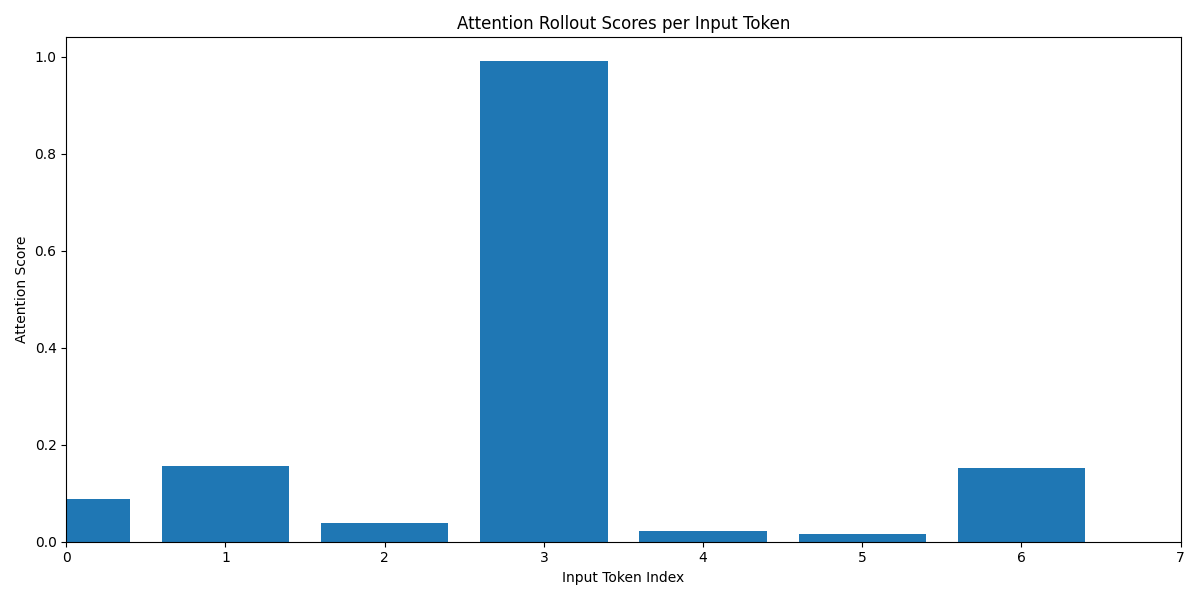 Attention Rollout Scores per Input Token
Attention Score
1.0
0.8
0.6
0.4
0.2
0.0
0 1 2 3 4 5 6 7
Input Token Index